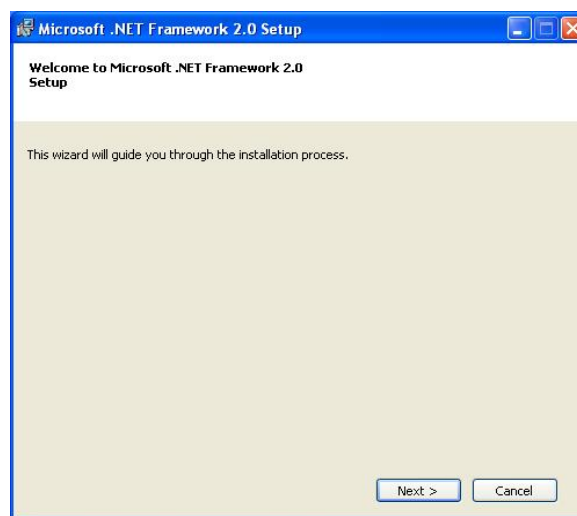 Microsoft .NET Framework 2.0 Setup
Welcome to Microsoft .NET Framework 2.0
Setup
This wizard will guide you through the installation process.
Next >
Cancel